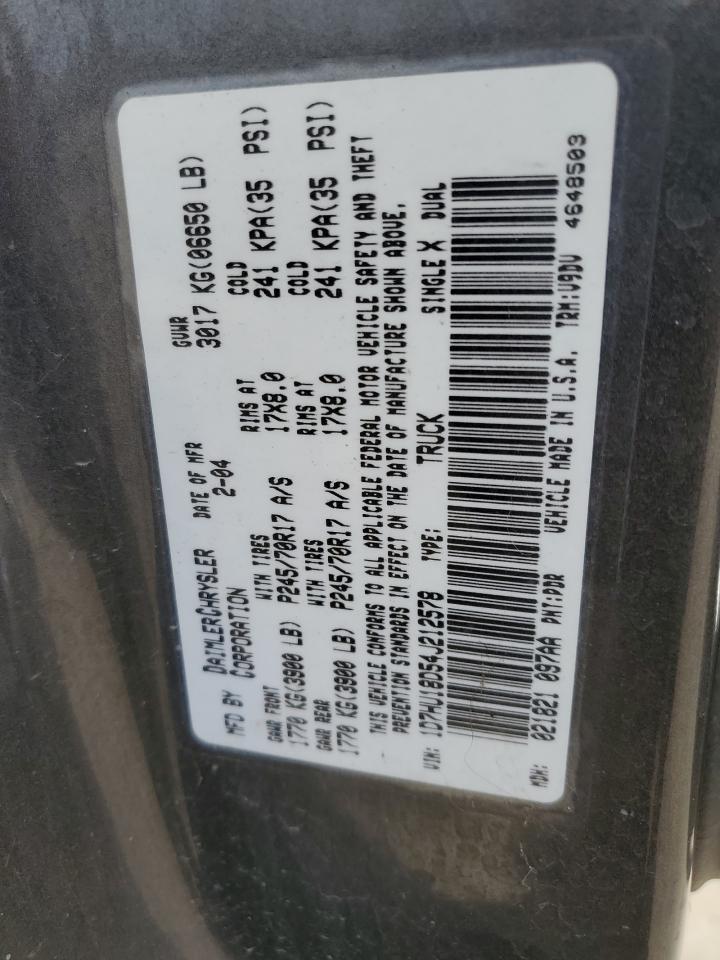 MFD BY DAIMLERCHRYSLER CORPORATION DATE OF MFR 2-04 GVWR 3017 KG(06650 LB)
GAWR FRONT 1770 KG(3900 LB) WITH TIRES P245/70R17 A/S RIMS AT 17X8.0 COLD 241 KPA(35 PSI)
GAWR REAR 1770 KG(3900 LB) WITH TIRES P245/70R17 A/S RIMS AT 17X8.0 COLD 241 KPA(35 PSI)
THIS VEHICLE CONFORMS TO ALL APPLICABLE FEDERAL MOTOR VEHICLE SAFETY AND THEFT
PREVENTION STANDARDS IN EFFECT ON THE DATE OF MANUFACTURE SHOWN ABOVE.
VIN: 1D7HU18D54J212578 TYPE: TRUCK SINGLE X DUAL
MDH: 021821 097AA PNT:PDR VEHICLE MADE IN U.S.A. TRM:V9DV 4648503